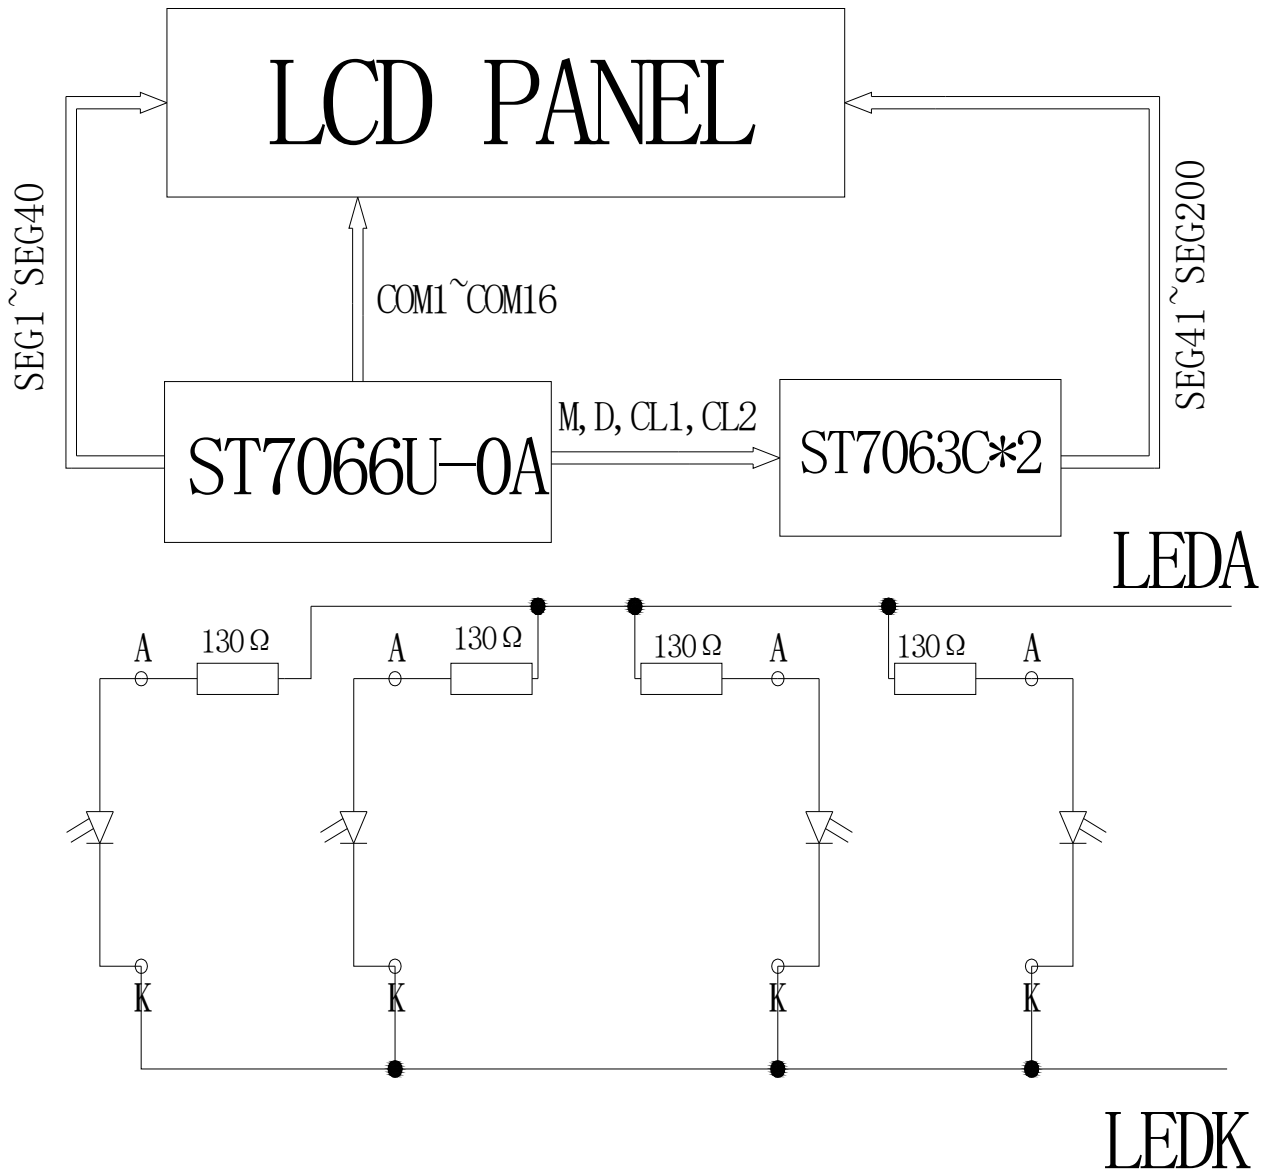 LCD PANEL
SEG1~SEG40
SEG41~SEG200
COM1~COM16
M, D, CL1, CL2
ST7066U-0A
ST7063C*2
LEDA
130Ω
130Ω
130Ω
130Ω
A
A
A
A
K
K
K
K
LEDK